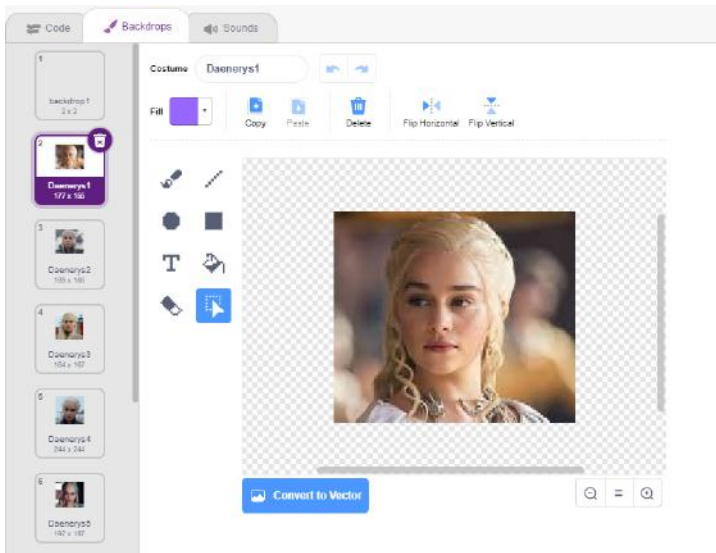 Code
Backdrops
Sounds
1
backdrop1
2 x 2
2
Daenerys1
177 x 155
3
Daenerys2
4
Daenerys3
5
Daenerys4
244 x 244
6
Daenerys5
Costume
Daenerys1
Fill
Copy
Paste
Delete
Flip Horizontal
Flip Vertical
T
Convert to Vector
=